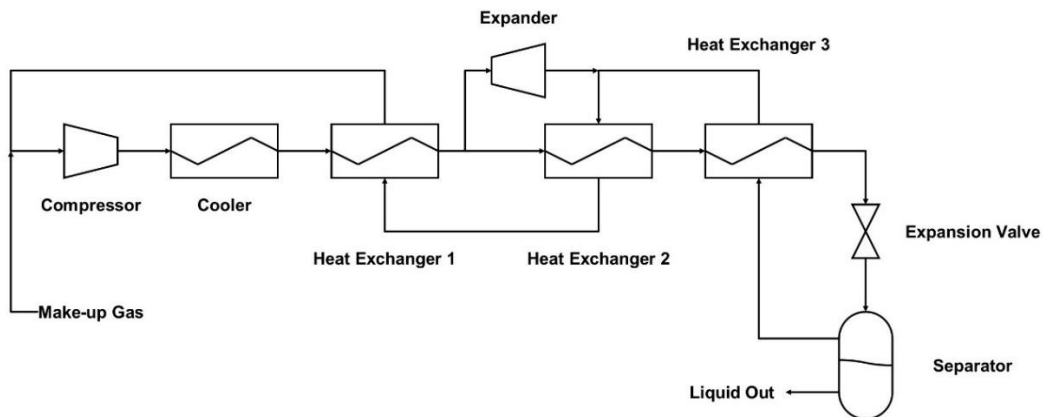 Expander
Heat Exchanger 3
Compressor
Cooler
Heat Exchanger 1
Heat Exchanger 2
Expansion Valve
Make-up Gas
Separator
Liquid Out